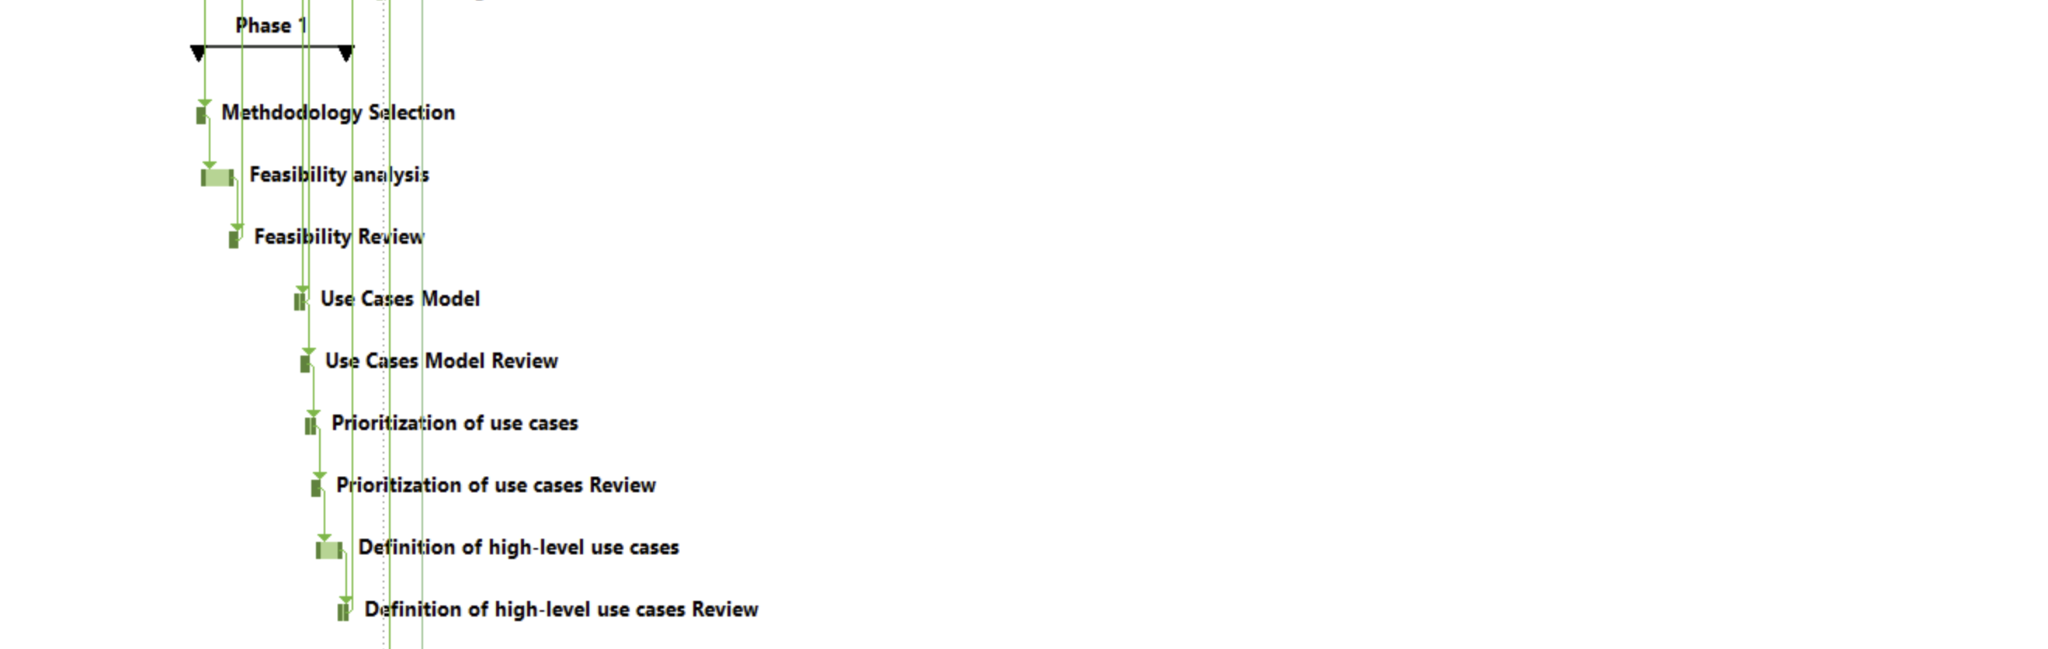 Phase 1
Methdodology Selection
Feasibility analysis
Feasibility Review
Use Cases Model
Use Cases Model Review
Prioritization of use cases
Prioritization of use cases Review
Definition of high-level use cases
Definition of high-level use cases Review